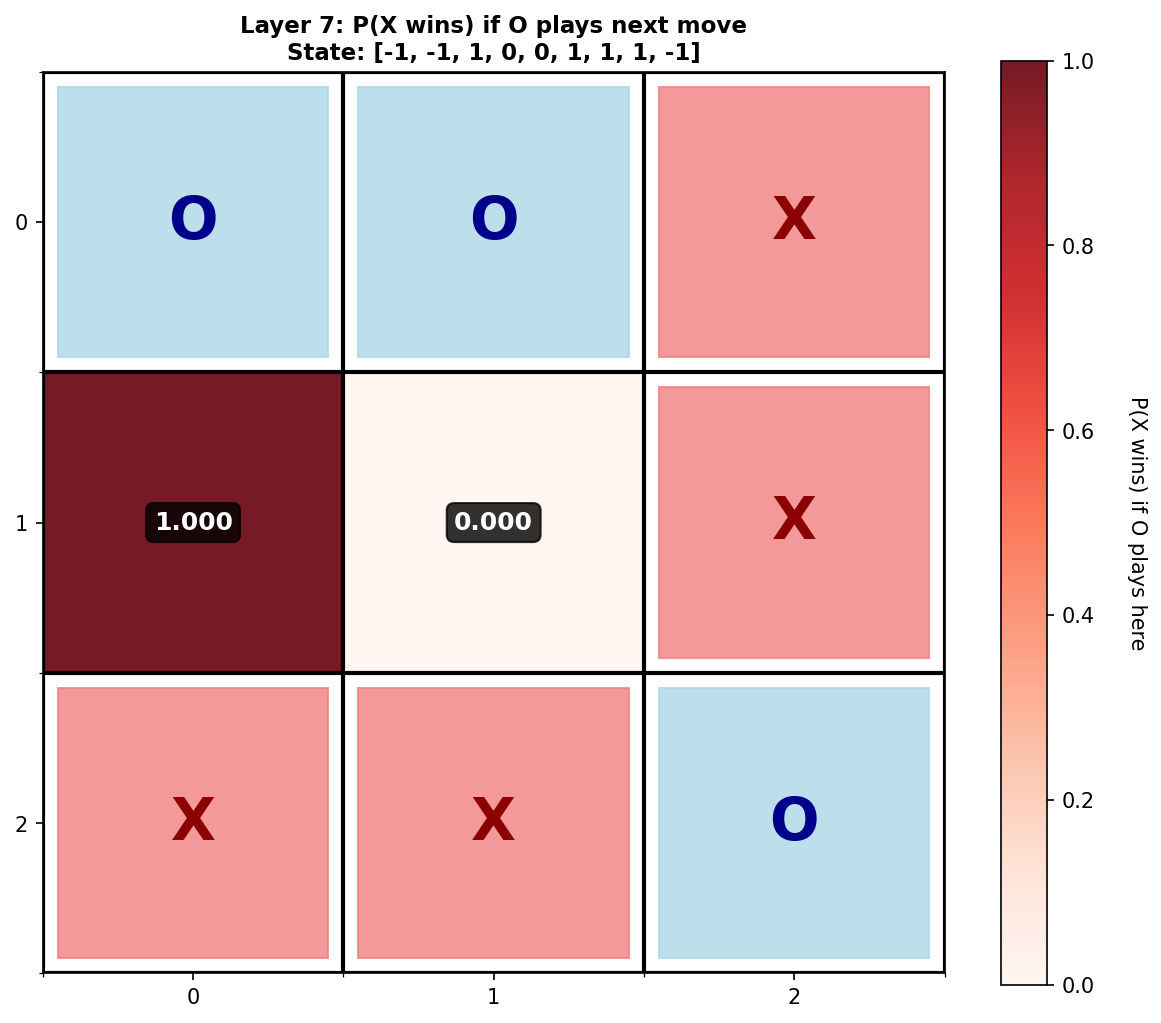 Layer 7: P(X wins) if O plays next move
State: [-1, -1, 1, 0, 0, 1, 1, 1, -1]
1.0
0 O O X
0.8
0.6
1 1.000 0.000 X
P(X wins) if O plays here
0.4
0.2
2 X X O
0.0
0 1 2